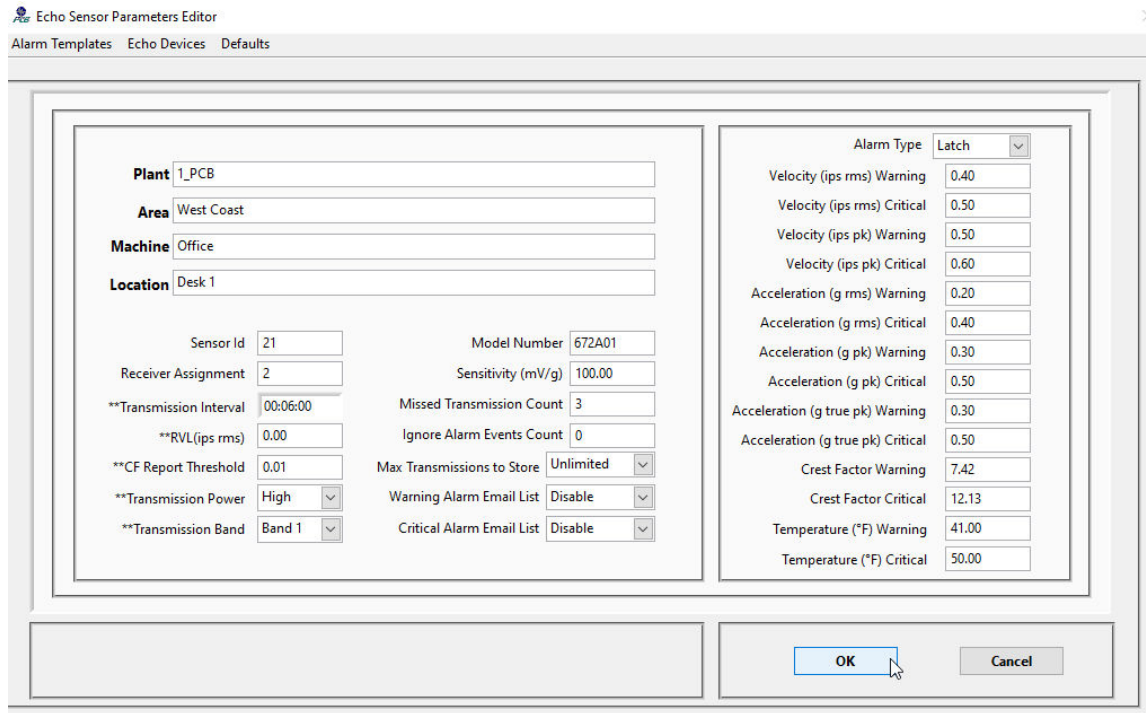 PCB Echo Sensor Parameters Editor
Alarm Templates Echo Devices Defaults
Plant 1_PCB
Area West Coast
Machine Office
Location Desk 1
Sensor Id 21
Receiver Assignment 2
**Transmission Interval 00:06:00
**RVL(ips rms) 0.00
**CF Report Threshold 0.01
**Transmission Power High
**Transmission Band Band 1
Model Number 672A01
Sensitivity (mV/g) 100.00
Missed Transmission Count 3
Ignore Alarm Events Count 0
Max Transmissions to Store Unlimited
Warning Alarm Email List Disable
Critical Alarm Email List Disable
Alarm Type Latch
Velocity (ips rms) Warning 0.40
Velocity (ips rms) Critical 0.50
Velocity (ips pk) Warning 0.50
Velocity (ips pk) Critical 0.60
Acceleration (g rms) Warning 0.20
Acceleration (g rms) Critical 0.40
Acceleration (g pk) Warning 0.30
Acceleration (g pk) Critical 0.50
Acceleration (g true pk) Warning 0.30
Acceleration (g true pk) Critical 0.50
Crest Factor Warning 7.42
Crest Factor Critical 12.13
Temperature (°F) Warning 41.00
Temperature (°F) Critical 50.00
OK Cancel